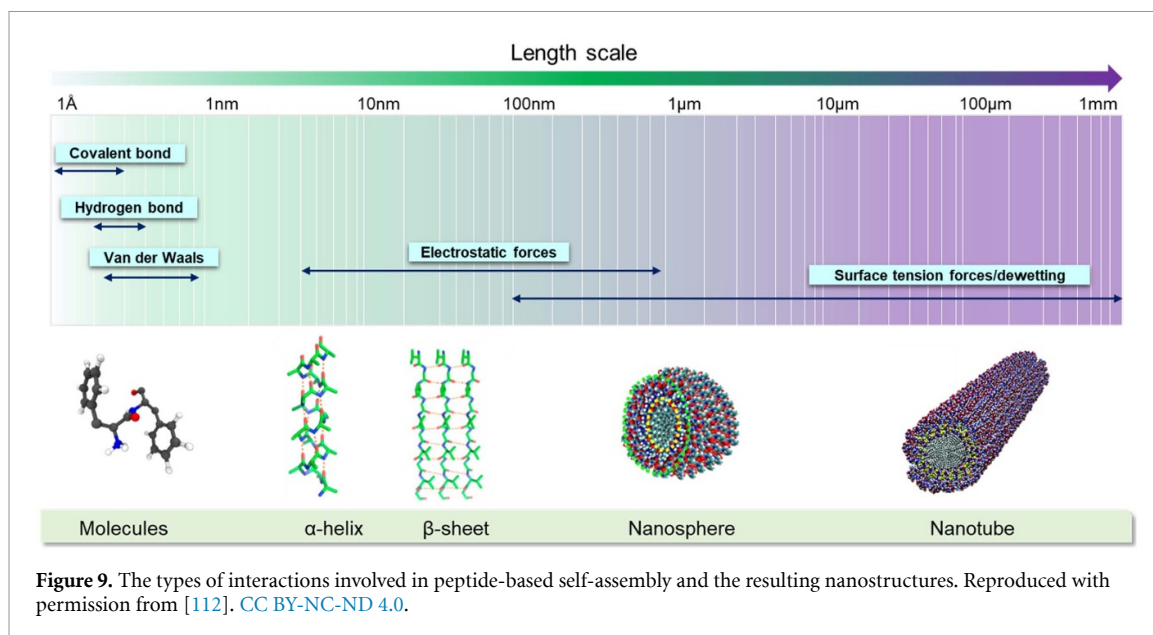 Length scale
1Å 1nm 10nm 100nm 1μm 10μm 100μm 1mm
Covalent bond
Hydrogen bond
Van der Waals
Electrostatic forces
Surface tension forces/dewetting
Molecules α-helix β-sheet Nanosphere Nanotube
Figure 9. The types of interactions involved in peptide-based self-assembly and the resulting nanostructures. Reproduced with
permission from [112]. CC BY-NC-ND 4.0.